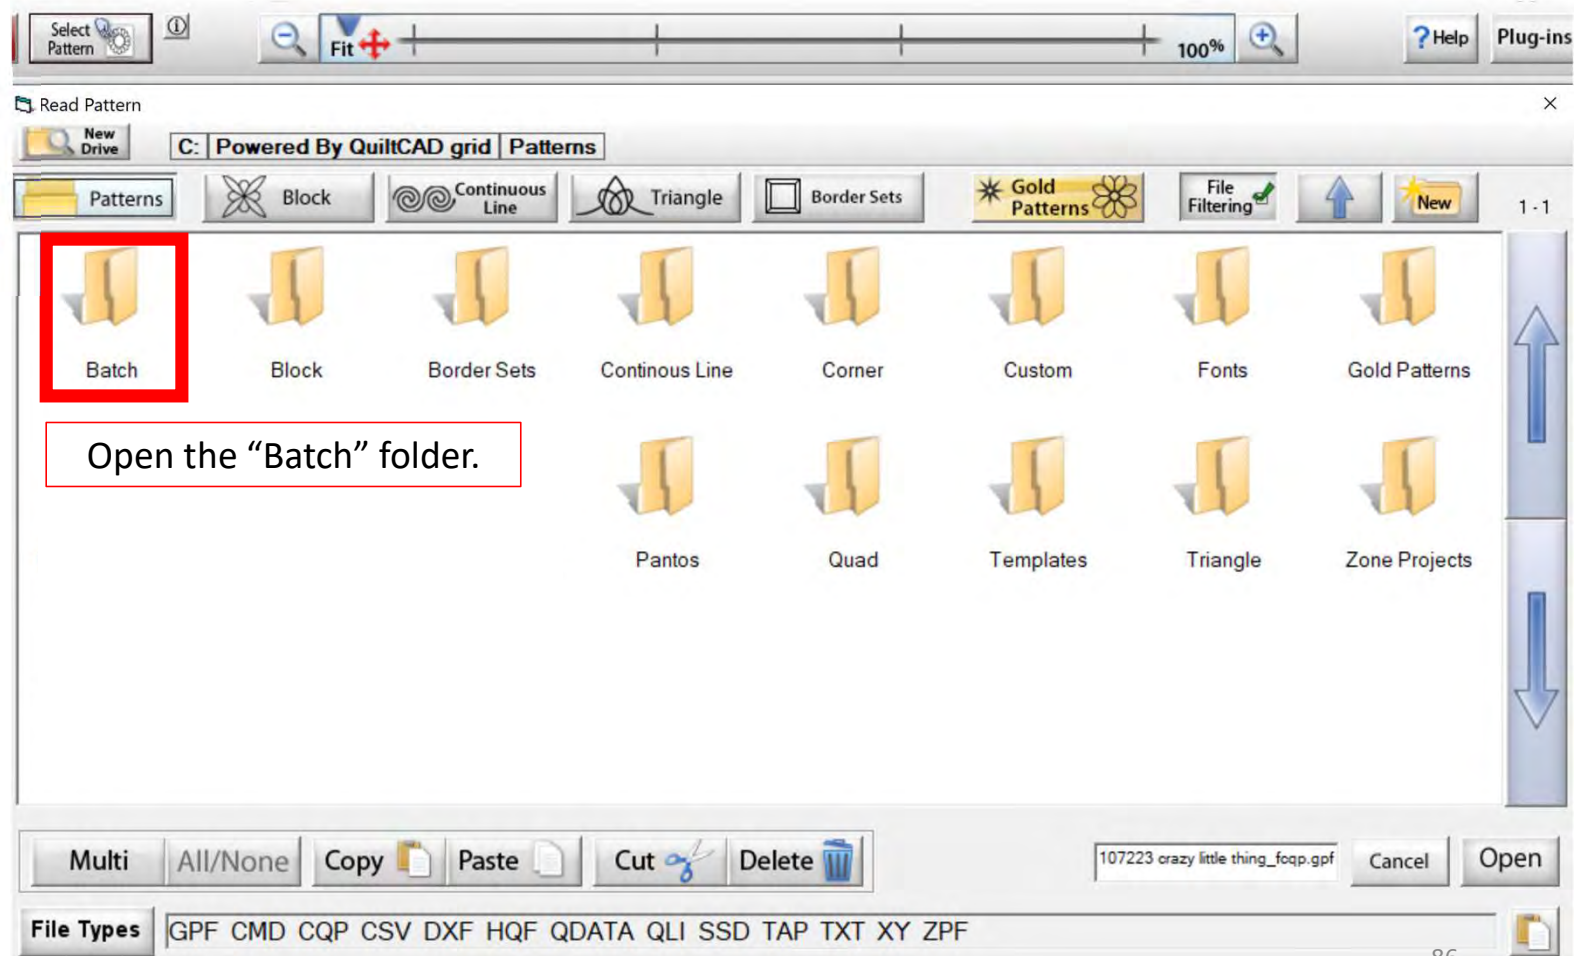 Select
Pattern
Fit
100%
?Help
Plug-ins
Read Pattern
New
Drive
C: Powered By QuiltCAD grid Patterns
Patterns
Block
Continuous
Line
Triangle
Border Sets
Gold
Patterns
File
Filtering
New
1 - 1
Batch
Block
Border Sets
Continous Line
Corner
Custom
Fonts
Gold Patterns
Open the “Batch” folder.
Pantos
Quad
Templates
Triangle
Zone Projects
Multi
All/None
Copy
Paste
Cut
Delete
107223 crazy little thing_fcqp.gpf
Cancel
Open
File Types
GPF CMD CQP CSV DXF HQF QDATA QLI SSD TAP TXT XY ZPF